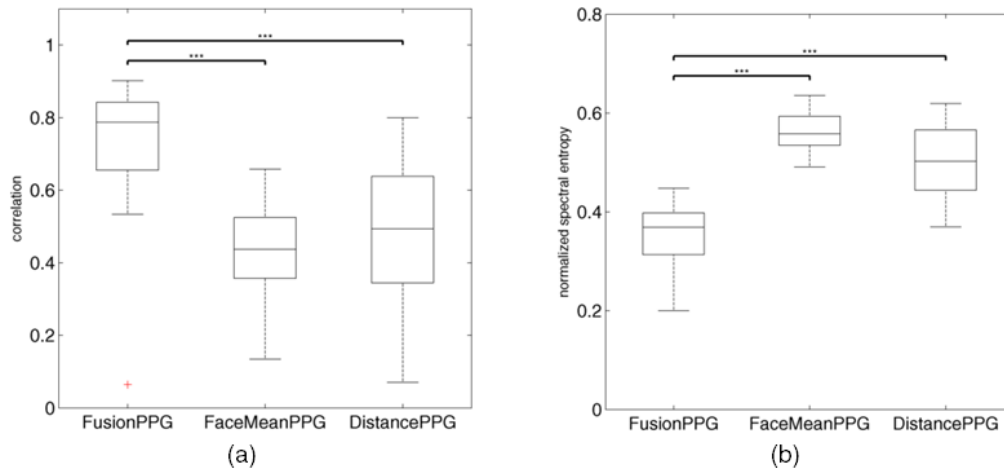 ***
***
1
0.8
0.6
0.4
0.2
0
correlation
FusionPPG FaceMeanPPG DistancePPG
(a)
***
***
0.8
0.6
0.4
0.2
0
normalized spectral entropy
FusionPPG FaceMeanPPG DistancePPG
(b)